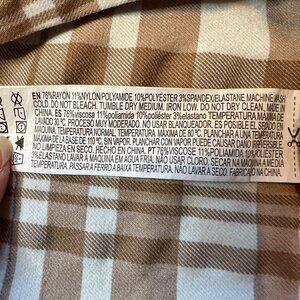 EN 76%RAYON 11%NYLON/POLYAMIDE 10%POLYESTER 3%SPANDEX/ELASTANE MACHINE WASH
COLD. DO NOT BLEACH. TUMBLE DRY MEDIUM. IRON LOW. DO NOT DRY CLEAN. MADE IN
CHINA. ES 76%viscosa 11%poliamida 10%poliéster 3%elastano TEMPERATURA MAXIMA DE
LAVADO 30 ºC. PROCESO MUY MODERADO. NO USAR BLANQUEADOR. ES POSIBLE EL SECADO EN
TEMPERATURA NORMAL, TEMPERATURA MÁXIMA DE 80 ºC. PLANCHAR A UNA TEMPERATURA
MÁXIMA DE LA BASE DE 110 ºC, SIN VAPOR. PLANCHAR CON VAPOR PUEDE CAUSAR DAÑO IRREVERSIBLE.
NO LIMPIEZA EN SECO. HECHO EN CHINA. PT 76%VISCOSE 11%POLIAMIDA 10%POLIÉSTER
3%ELASTANO LAVAR À MÁQUINA EM ÁGUA FRIA. NÃO USAR CLORO. SECAR NA MÁQUINA A MÉDIA
TEMPERATURA. PASSAR A FERRO A BAIXA TEMPERATURA. NÃO LAVAR A SECO. FABRICADO NA CHINA.